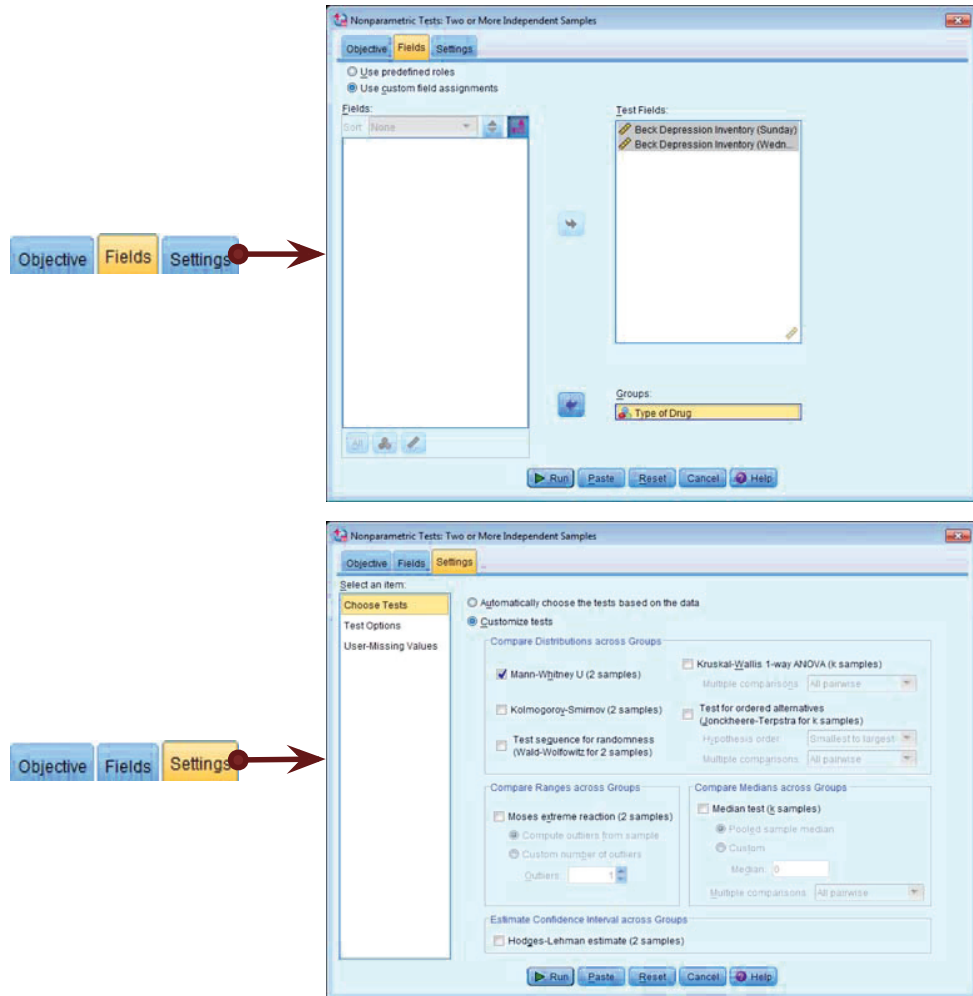 Nonparametric Tests: Two or More Independent Samples
Objective Fields Settings
Use predefined roles
Use custom field assignments
Fields:
Sort: None
Test Fields:
Beck Depression Inventory (Sunday)
Beck Depression Inventory (Wedn...
Objective Fields Settings
Groups:
Type of Drug
All
Run Paste Reset Cancel Help
Nonparametric Tests: Two or More Independent Samples
Objective Fields Settings
Select an item:
Choose Tests
Test Options
User-Missing Values
Automatically choose the tests based on the data
Customize tests
Compare Distributions across Groups
Mann-Whitney U (2 samples)
Kolmogorov-Smirnov (2 samples)
Test sequence for randomness
(Wald-Wolfowitz for 2 samples)
Kruskal-Wallis 1-way ANOVA (k samples)
Multiple comparisons: All pairwise
Test for ordered alternatives
(Jonckheere-Terpstra for k samples)
Hypothesis order: Smallest to largest
Multiple comparisons: All pairwise
Objective Fields Settings
Compare Ranges across Groups
Moses extreme reaction (2 samples)
Compute outliers from sample
Custom number of outliers
Outliers: 1
Compare Medians across Groups
Median test (k samples)
Pooled sample median
Custom
Median: 0
Multiple comparisons: All pairwise
Estimate Confidence Interval across Groups
Hodges-Lehman estimate (2 samples)
Run Paste Reset Cancel Help